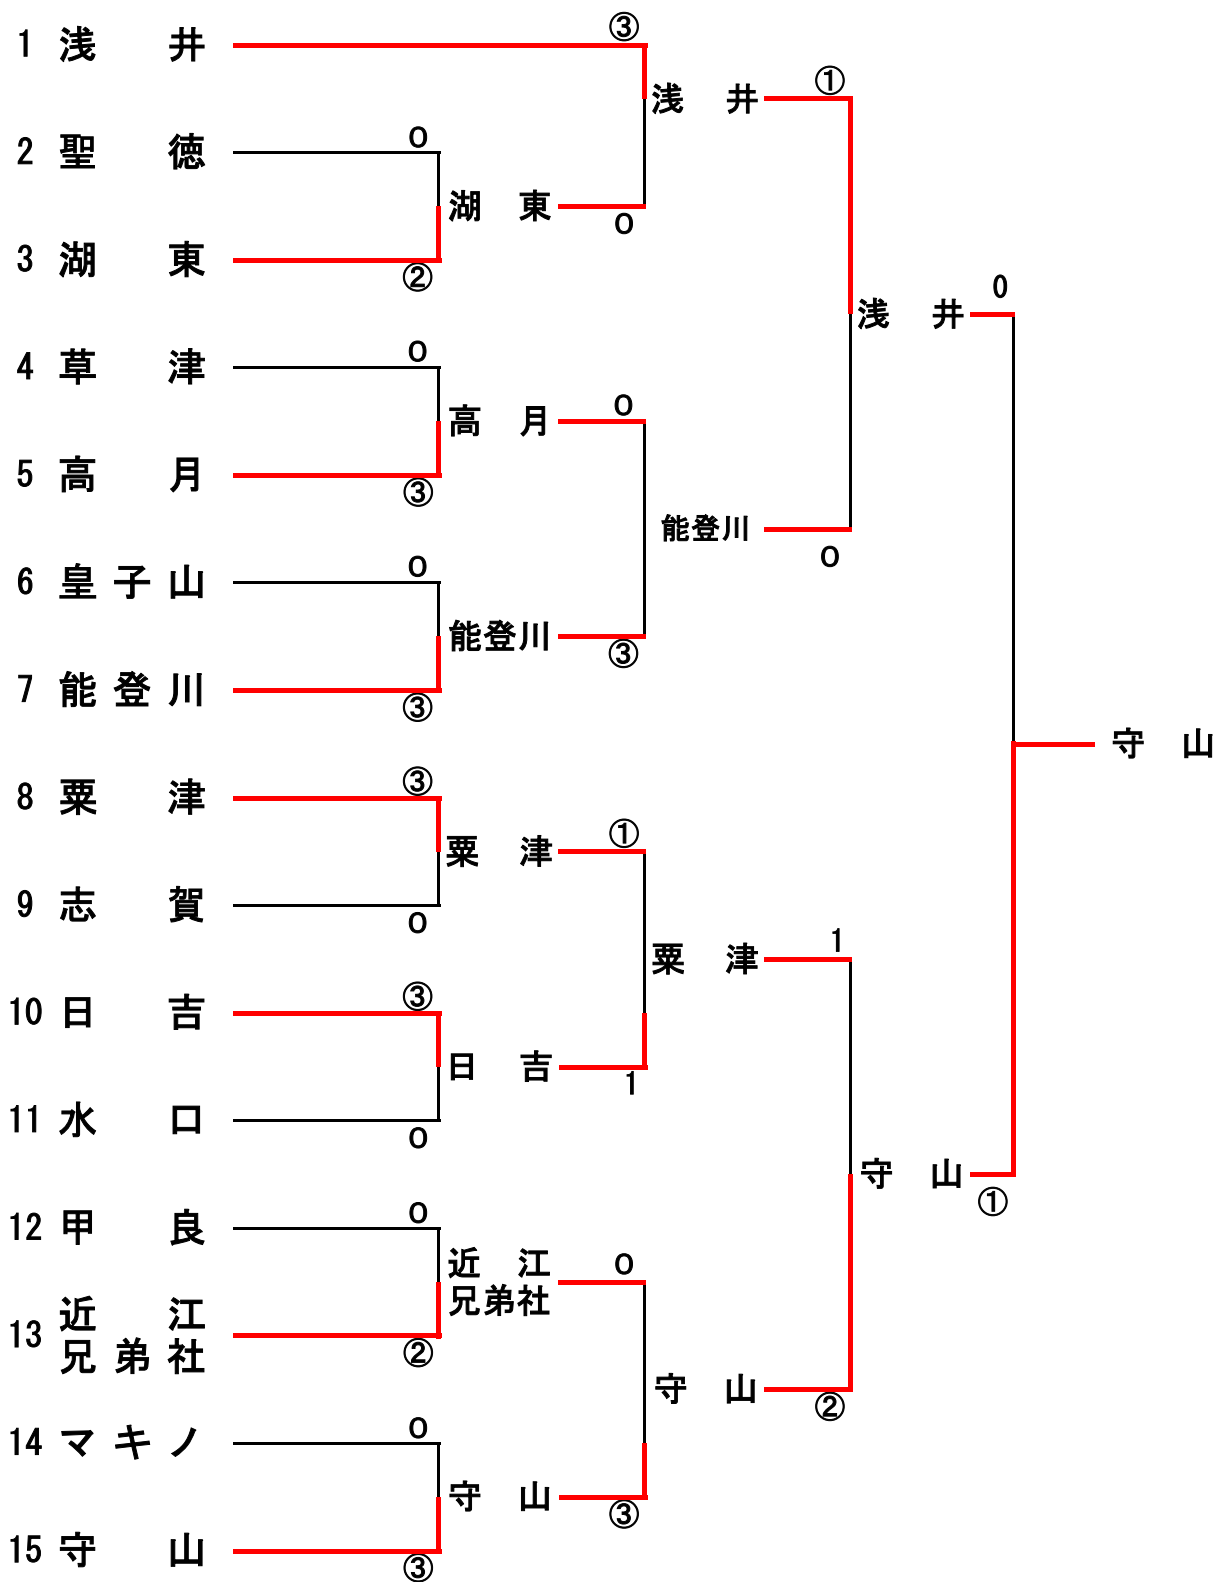 ③
1 浅 井
浅 井
①
0
2 聖 徳
湖 東
0
3 湖 東
②
浅 井
0
0
4 草 津
高 月
0
5 高 月
③
能登川
0
0
6 皇 子 山
能登川
③
7 能 登 川
③
守 山
③
8 粟 津
粟 津
①
9 志 賀
0
粟 津
1
③
10 日 吉
日 吉
1
11 水 口
0
守 山
①
0
12 甲 良
近 江
兄弟社
0
13 近 江
兄 弟 社
②
守 山
②
0
14 マ キ ノ
守 山
③
15 守 山
③